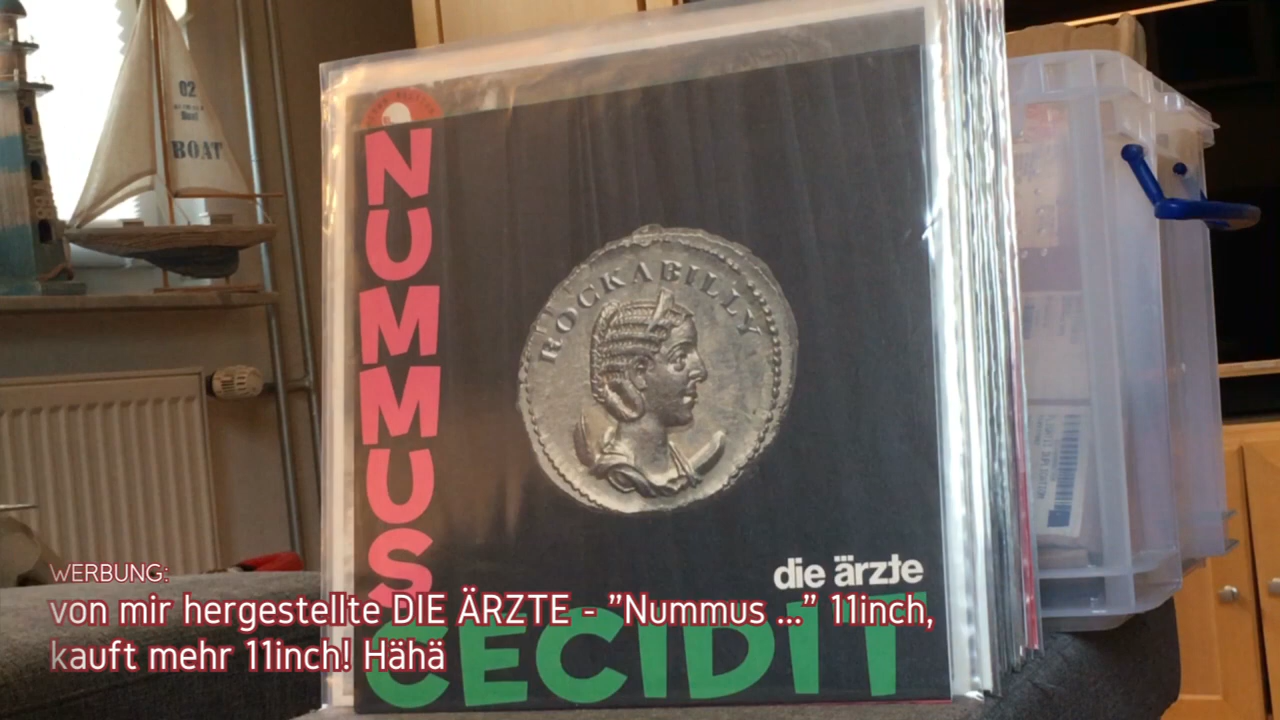 02
BOAT
NUMMUS
ROCKABILLY
die ärzte
CECIDIT
WERBUNG:
von mir hergestellte DIE ÄRZTE - "Nummus ..." 11inch,
kauft mehr 11inch! Hähä